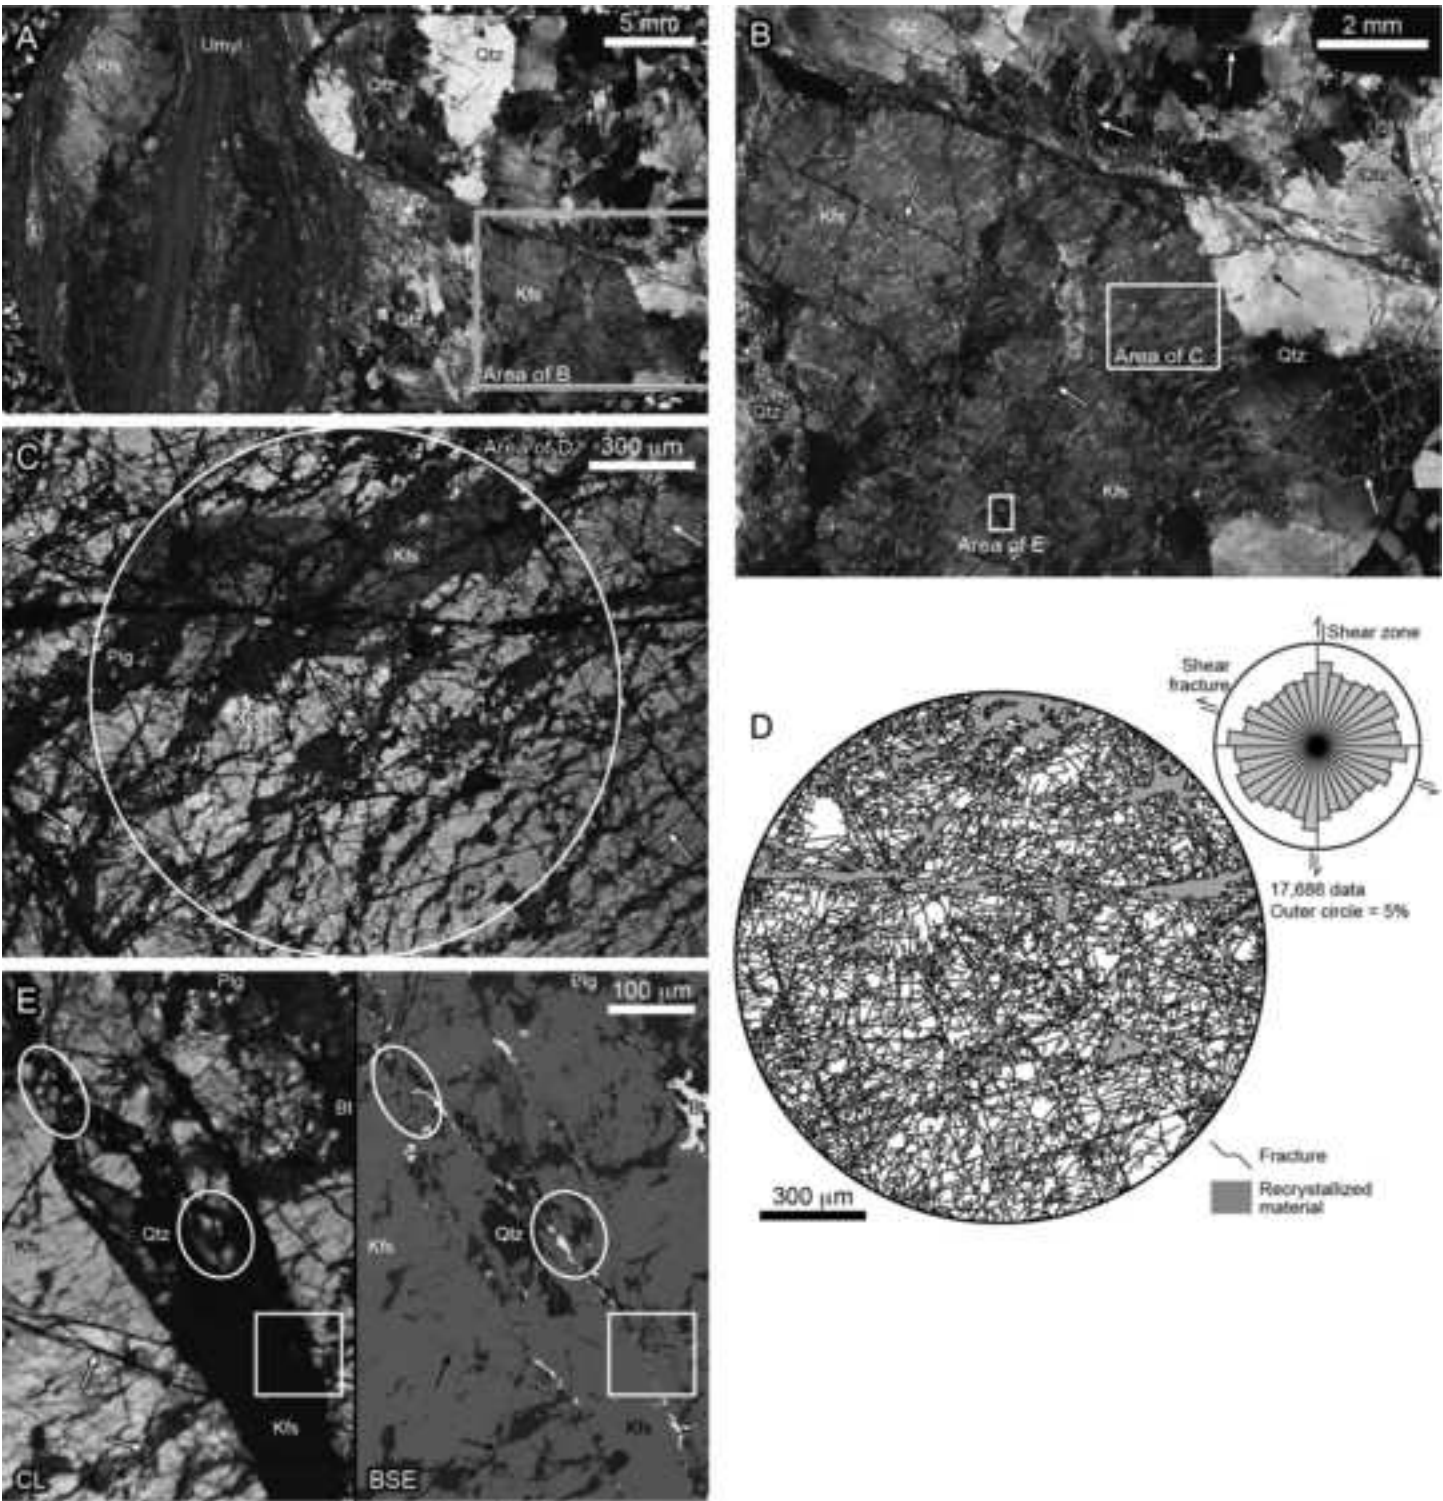 A
Kfs
Umyl
Qtz
5 mm
Qtz
Kfs
Qtz
Area of B
B
Qtz
2 mm
Kfs
Qtz
Area of C
Qtz
Qtz
Kfs
Area of E
C
Area of D
300 μm
Kfs
Plg
D
Shear zone
Shear
fracture
17,688 data
Outer circle = 5%
Fracture
Recrystallized
material
300 μm
E
Plg
Bt
Kfs
Qtz
Kfs
CL
Plg
100 μm
Kfs
Qtz
Kfs
BSE